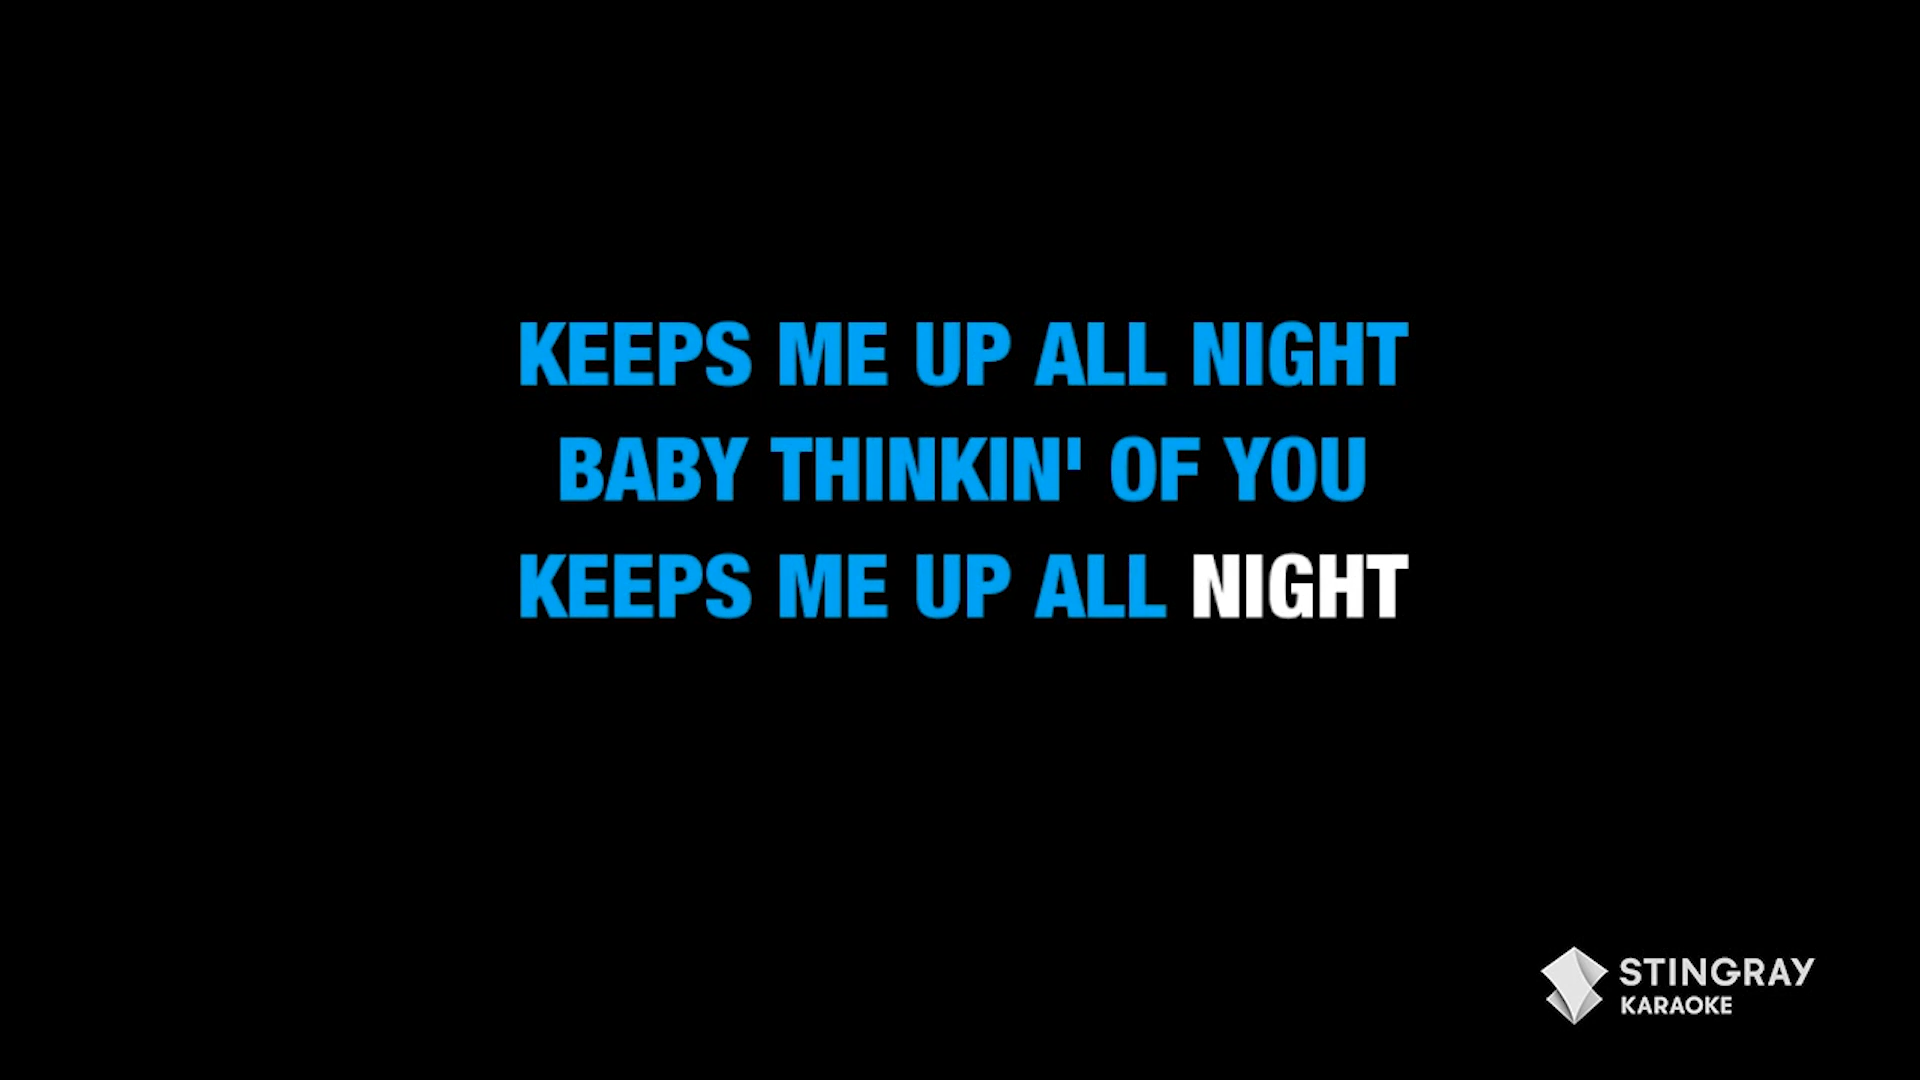 KEEPS ME UP ALL NIGHT
BABY THINKIN' OF YOU
KEEPS ME UP ALL NIGHT
STINGRAY
KARAOKE